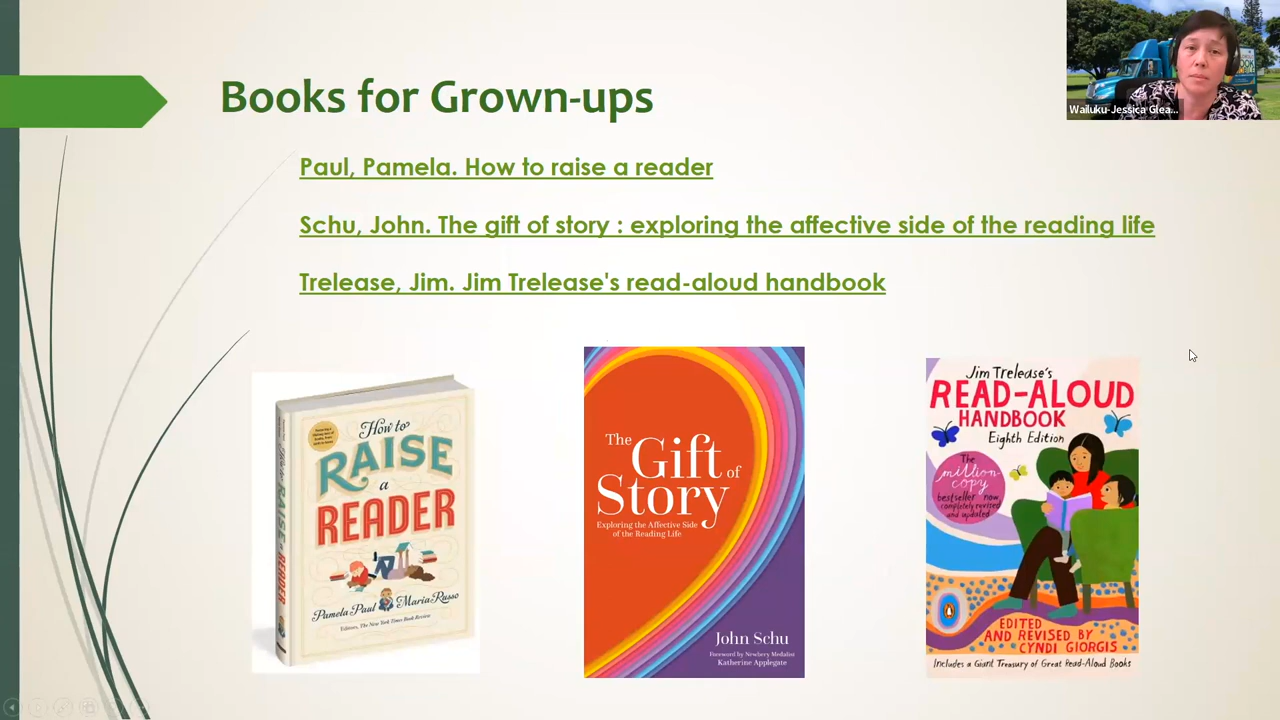 Books for Grown-ups
Wailuku-Jessica Glea...
Paul, Pamela. How to raise a reader
Schu, John. The gift of story : exploring the affective side of the reading life
Trelease, Jim. Jim Trelease's read-aloud handbook
How to
RAISE
a
READER
Pamela Paul Maria Russo
Editors, The New York Times Book Review
The
Gift of
Story
Exploring the Affective Side
of the Reading Life
John Schu
Foreword by Newbery Medalist
Katherine Applegate
Jim Trelease's
READ-ALOUD
HANDBOOK
Eighth Edition
The
million-
copy
bestseller now
completely revised
and updated
EDITED
AND REVISED BY
CYNDI GIORGIS
Includes a Giant Treasury of Great Read-Aloud Books